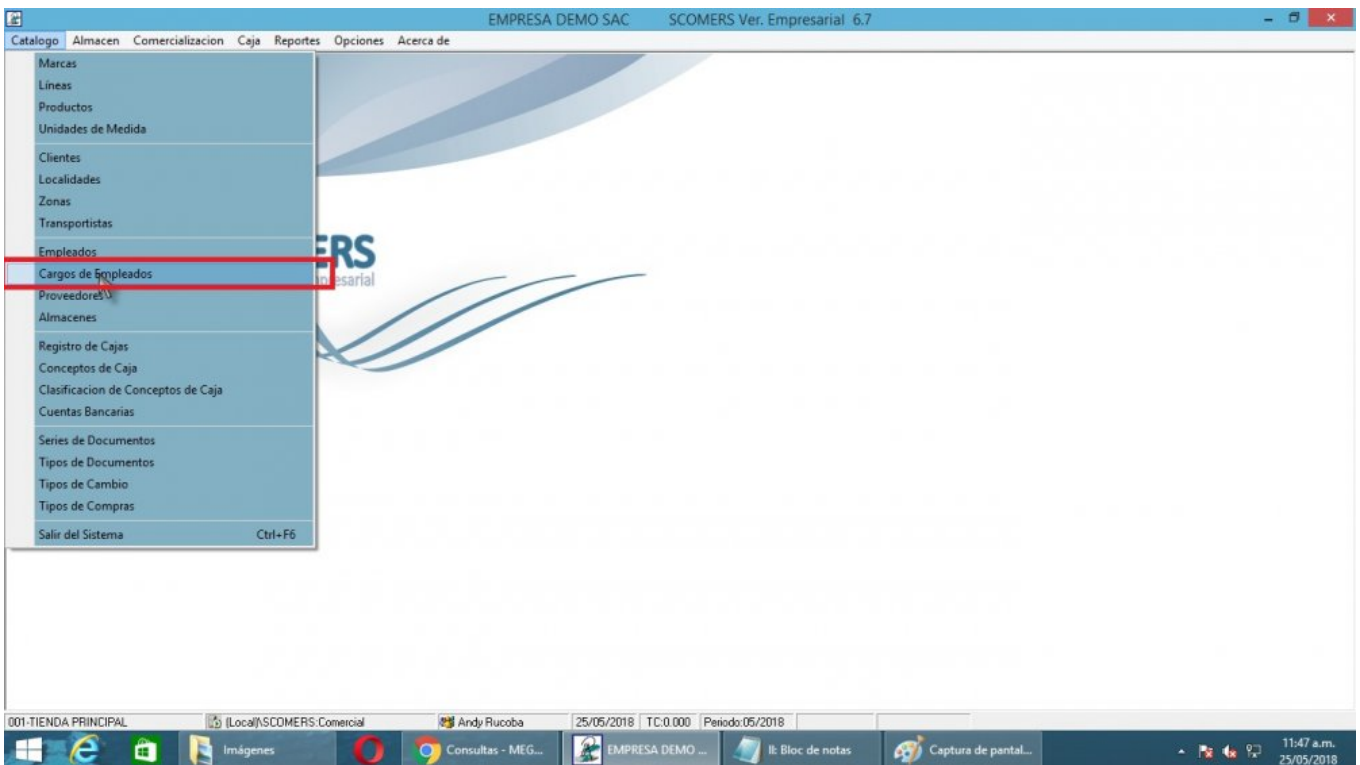 EMPRESA DEMO SAC SCOMERS Ver. Empresarial 6.7
Catalogo Almacen Comercializacion Caja Reportes Opciones Acerca de
Marcas
Líneas
Productos
Unidades de Medida
Clientes
Localidades
Zonas
Transportistas
Empleados
ERS
Cargos de Empleados
presarial
Proveedores
Almacenes
Registro de Cajas
Conceptos de Caja
Clasificacion de Conceptos de Caja
Cuentas Bancarias
Series de Documentos
Tipos de Documentos
Tipos de Cambio
Tipos de Compras
Salir del Sistema Ctrl+F6
001-TIENDA PRINCIPAL (Local)\SCOMERS:Comercial Andy Rucoba 25/05/2018 TC:0.000 Periodo:05/2018
Imágenes Consultas - MEG... EMPRESA DEMO ... II: Bloc de notas Captura de pantal... 11:47 a.m.
25/05/2018